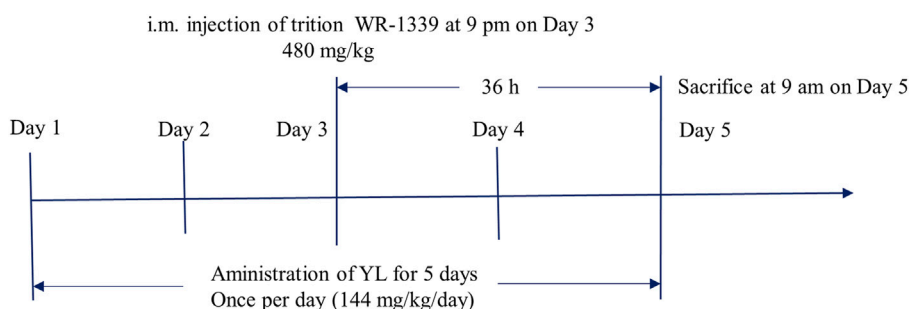 i.m. injection of trition WR-1339 at 9 pm on Day 3
480 mg/kg
36 h
Sacrifice at 9 am on Day 5
Day 1
Day 2
Day 3
Day 4
Day 5
Aministration of YL for 5 days
Once per day (144 mg/kg/day)